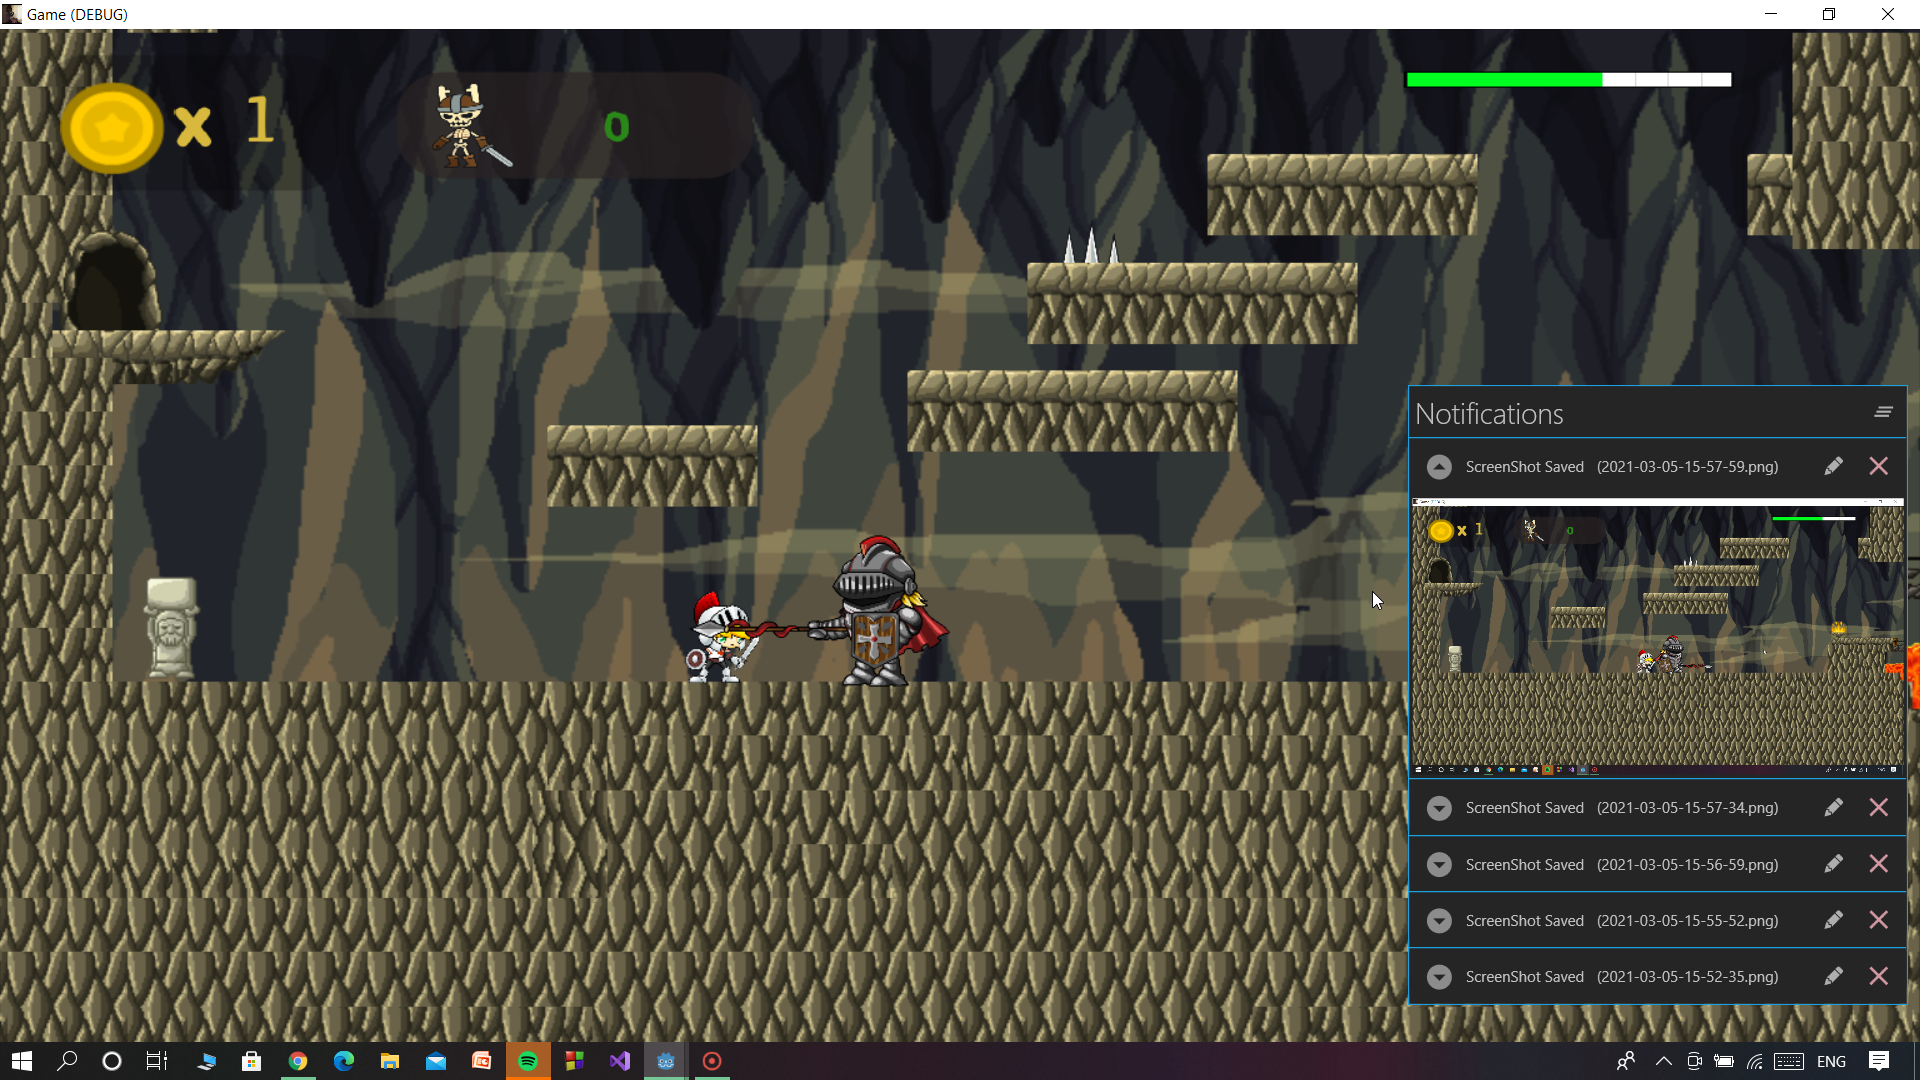 Game (DEBUG)
x 1
0
Notifications
ScreenShot Saved (2021-03-05-15-57-59.png)
x 1
0
ScreenShot Saved (2021-03-05-15-57-34.png)
ScreenShot Saved (2021-03-05-15-56-59.png)
ScreenShot Saved (2021-03-05-15-55-52.png)
ScreenShot Saved (2021-03-05-15-52-35.png)
ENG